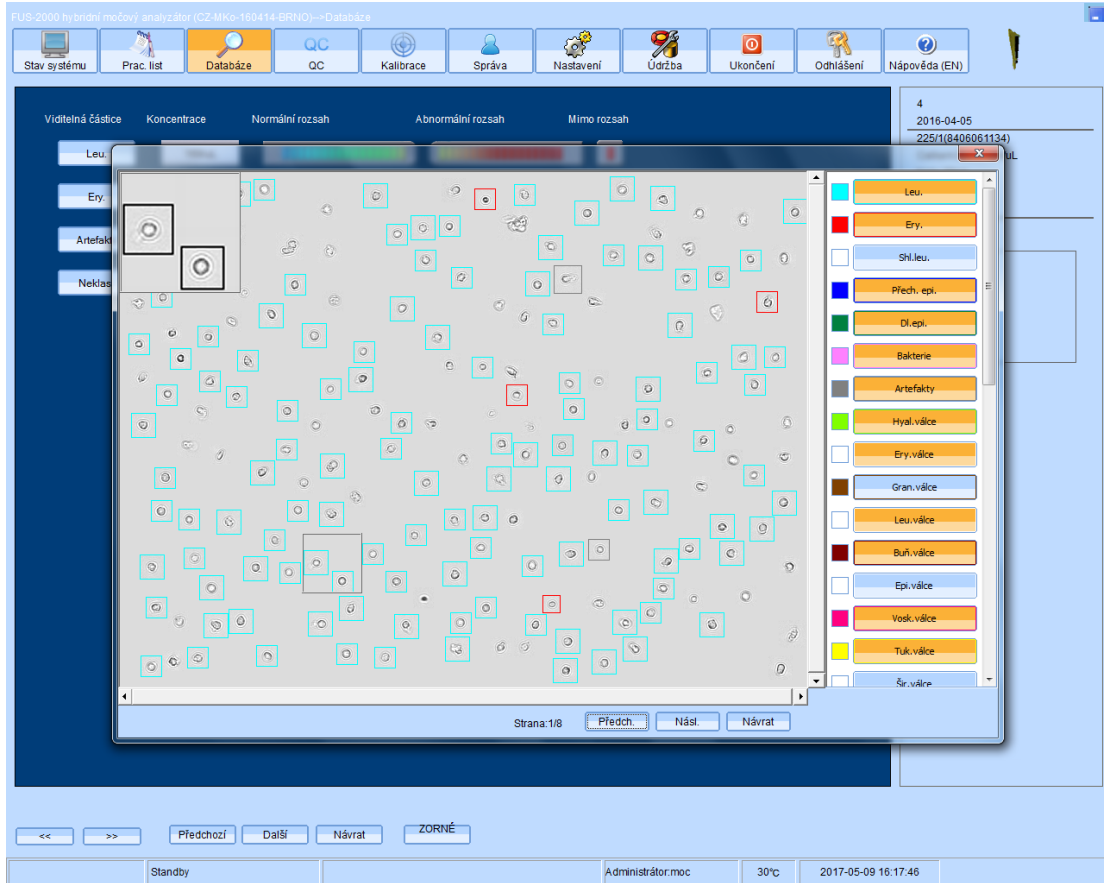 FUS-2000 hybridní močový analyzátor (CZ-MKo-160414-BRNO)-->Databáze
Stav systému Prac. list Databáze QC QC Kalibrace Správa Nastavení Údržba Ukončení Odhlášení Nápověda (EN)
4
2016-04-05
225/1(8406061134)
uL
Viditelná částice Koncentrace Normální rozsah Abnormální rozsah Mimo rozsah
Leu.
Ery.
Artefakt
Neklas
Leu.
Ery.
Shl.leu.
Přech. epi.
Dl.epi.
Bakterie
Artefakty
Hyal.válce
Ery.válce
Gran.válce
Leu.válce
Buň.válce
Epi.válce
Vosk.válce
Tuk.válce
Šir.válce
Strana:1/8 Předch. Násl. Návrat
<< >> Předchozí Další Návrat ZORNÉ
Standby Administrátor:moc 30℃ 2017-05-09 16:17:46